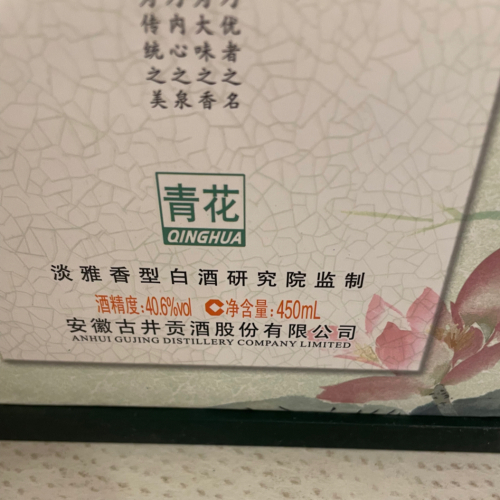 优者之名
大味之香
内心之泉
传统之美
青花
QINGHUA
淡雅香型白酒研究院监制
酒精度:40.6%vol C净含量:450mL
安徽古井贡酒股份有限公司
ANHUI GUJING DISTILLERY COMPANY LIMITED